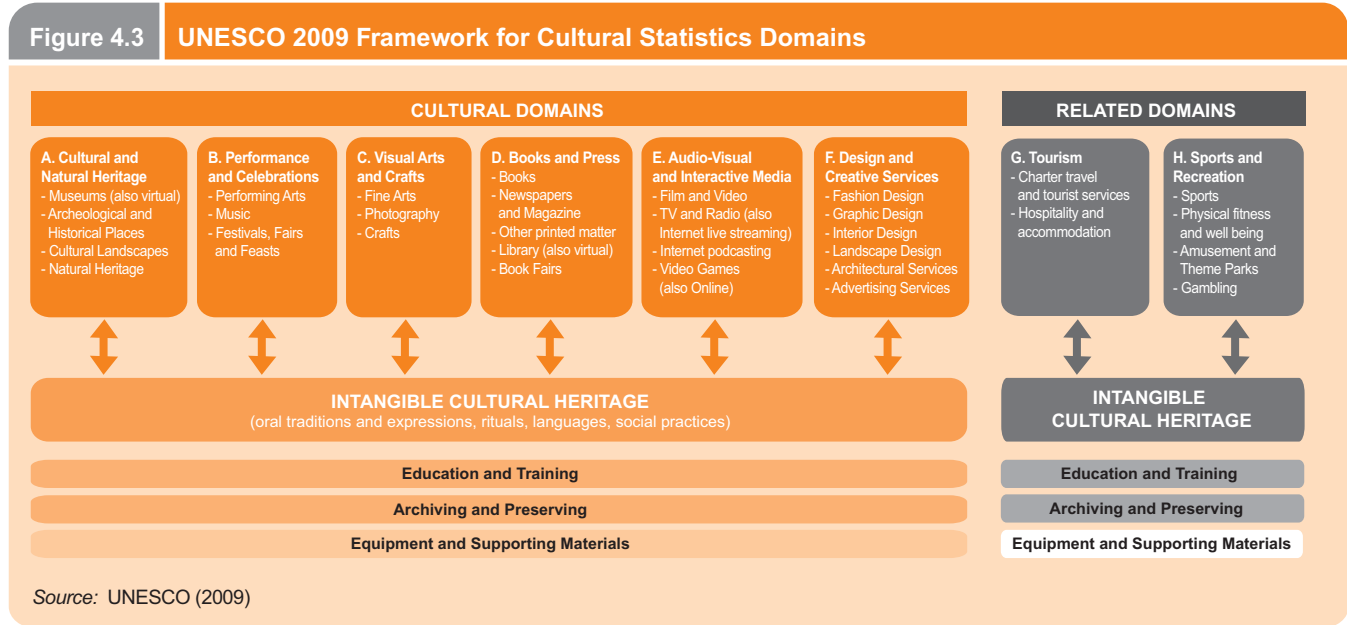 Figure 4.3
UNESCO 2009 Framework for Cultural Statistics Domains
CULTURAL DOMAINS
A. Cultural and
Natural Heritage
- Museums (also virtual)
- Archeological and
Historical Places
- Cultural Landscapes
- Natural Heritage
B. Performance
and Celebrations
- Performing Arts
- Music
- Festivals, Fairs
and Feasts
C. Visual Arts
and Crafts
- Fine Arts
- Photography
- Crafts
D. Books and Press
- Books
- Newspapers
and Magazine
- Other printed matter
- Library (also virtual)
- Book Fairs
E. Audio-Visual
and Interactive Media
- Film and Video
- TV and Radio (also
Internet live streaming)
- Internet podcasting
- Video Games
(also Online)
F. Design and
Creative Services
- Fashion Design
- Graphic Design
- Interior Design
- Landscape Design
- Architectural Services
- Advertising Services
INTANGIBLE CULTURAL HERITAGE
(oral traditions and expressions, rituals, languages, social practices)
Education and Training
Archiving and Preserving
Equipment and Supporting Materials
RELATED DOMAINS
G. Tourism
- Charter travel
and tourist services
- Hospitality and
accommodation
H. Sports and
Recreation
- Sports
- Physical fitness
and well being
- Amusement and
Theme Parks
- Gambling
INTANGIBLE
CULTURAL HERITAGE
Education and Training
Archiving and Preserving
Equipment and Supporting Materials
Source: UNESCO (2009)